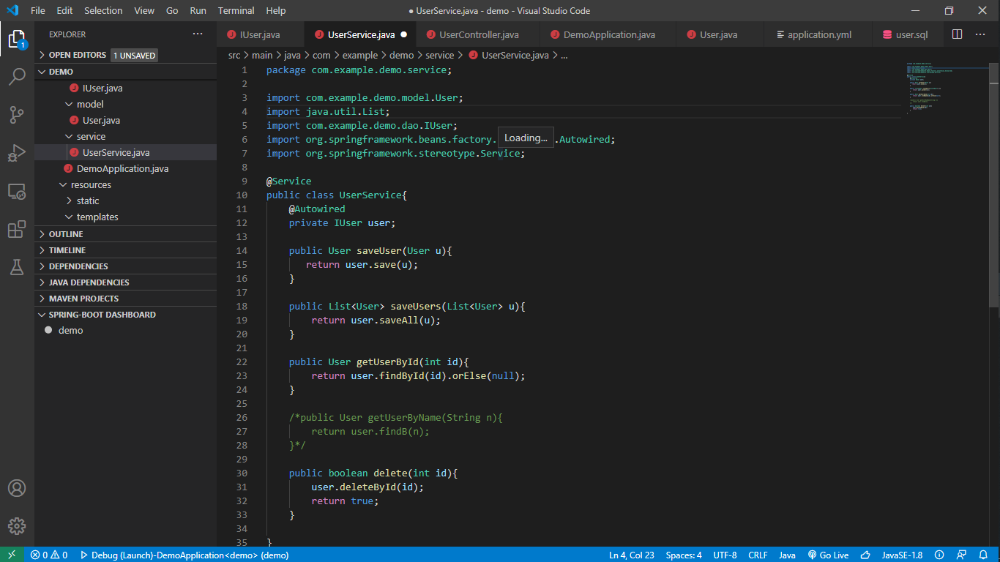 File Edit Selection View Go Run Terminal Help
● UserService.java - demo - Visual Studio Code
EXPLORER
IUser.java UserService.java UserController.java DemoApplication.java User.java application.yml user.sql
OPEN EDITORS 1 UNSAVED
DEMO
IUser.java
model
User.java
service
UserService.java
DemoApplication.java
resources
static
templates
OUTLINE
TIMELINE
DEPENDENCIES
JAVA DEPENDENCIES
MAVEN PROJECTS
SPRING-BOOT DASHBOARD
demo
1
src > main > java > com > example > demo > service > UserService.java > ...
1 package com.example.demo.service;
2
3 import com.example.demo.model.User;
4 import java.util.List;
5 import com.example.demo.dao.IUser;
6 import org.springframework.beans.factory. Loading... .Autowired;
7 import org.springframework.stereotype.Service;
8
9 @Service
10 public class UserService{
11 @Autowired
12 private IUser user;
13
14 public User saveUser(User u){
15 return user.save(u);
16 }
17
18 public List<User> saveUsers(List<User> u){
19 return user.saveAll(u);
20 }
21
22 public User getUserById(int id){
23 return user.findById(id).orElse(null);
24 }
25
26 /*public User getUserByName(String n){
27 return user.findB(n);
28 }*/
29
30 public boolean delete(int id){
31 user.deleteById(id);
32 return true;
33 }
34
35 }
0 0 Debug (Launch)-DemoApplication<demo> (demo)
Ln 4, Col 23 Spaces: 4 UTF-8 CRLF Java Go Live JavaSE-1.8